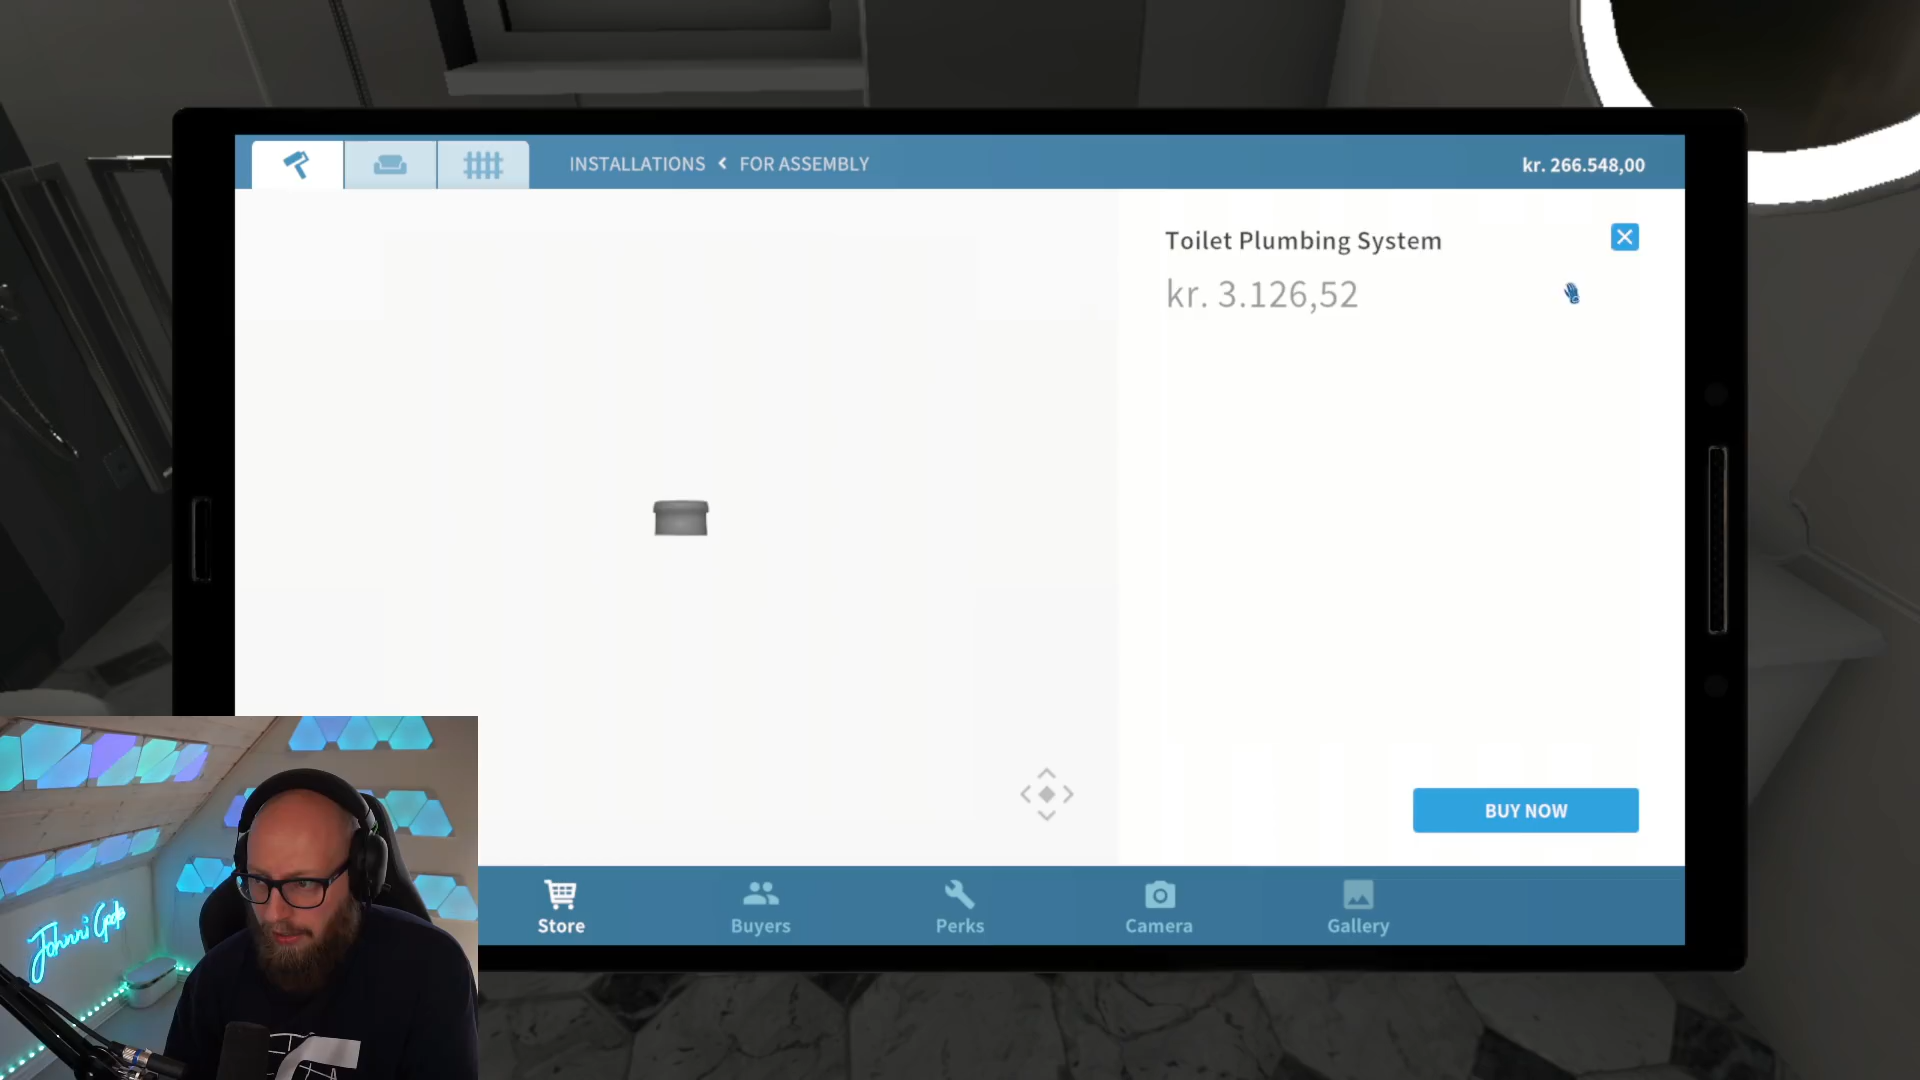 INSTALLATIONS < FOR ASSEMBLY
kr. 266.548,00
Toilet Plumbing System
kr. 3.126,52
BUY NOW
Store
Buyers
Perks
Camera
Gallery